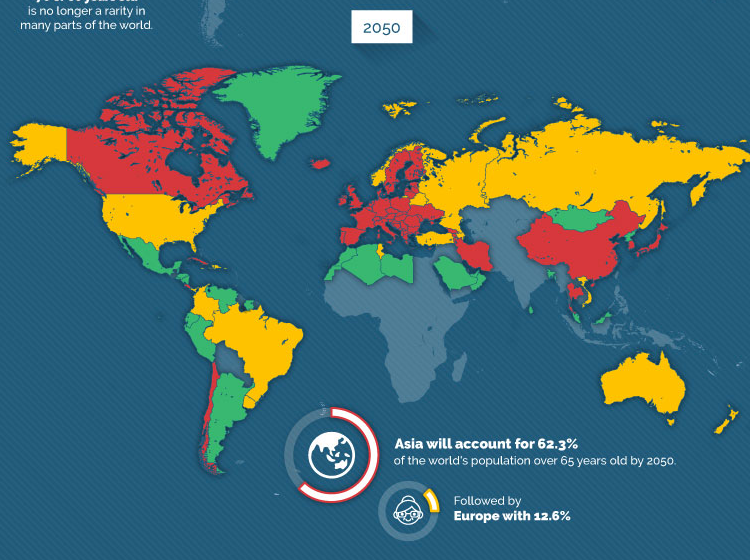 is no longer a rarity in
many parts of the world.
2050
Asia will account for 62.3%
of the world's population over 65 years old by 2050.
Followed by
Europe with 12.6%